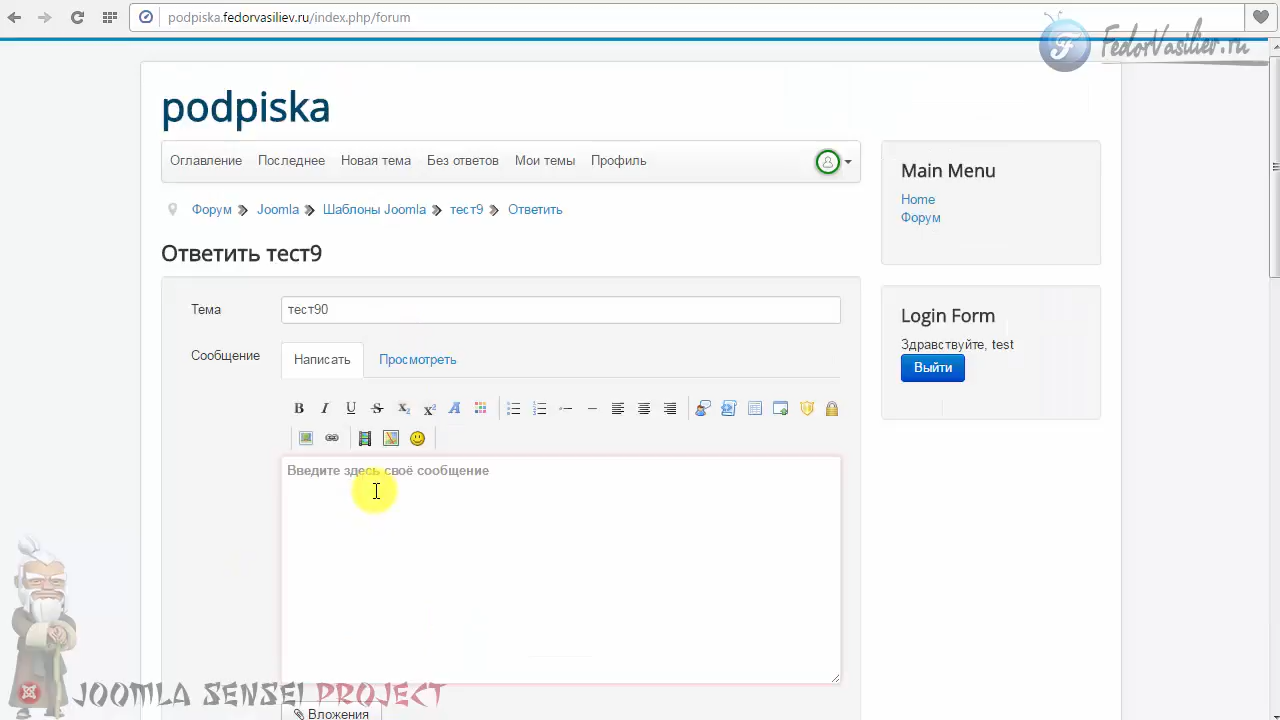 podpiska.fedorvasiliev.ru/index.php/forum
FedorVasiliev.ru
podpiska
Оглавление Последнее Новая тема Без ответов Мои темы Профиль
Форум Joomla Шаблоны Joomla тест9 Ответить
Ответить тест9
Тема тест90
Сообщение Написать Просмотреть
B I U S X2 X2 A
Введите здесь своё сообщение
Вложения
Main Menu
Home
Форум
Login Form
Здравствуйте, test
Выйти
JOOMLA SENSEI PROJECT